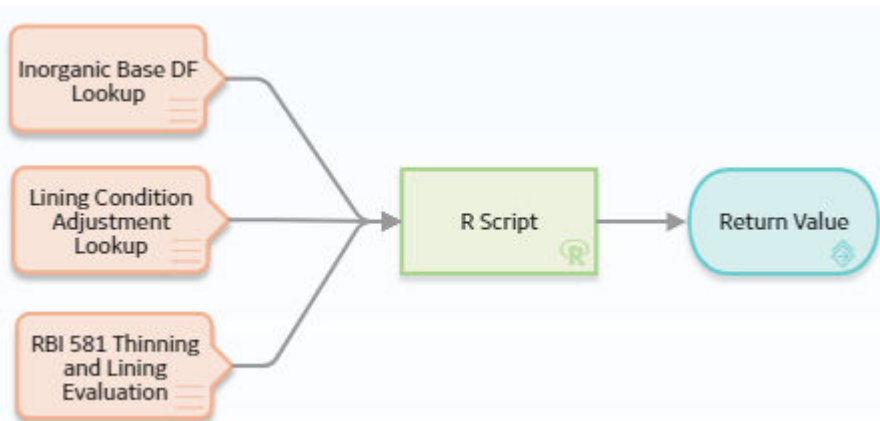 Inorganic Base DF
Lookup
Lining Condition
Adjustment
Lookup
RBI 581 Thinning
and Lining
Evaluation
R Script
R
Return Value